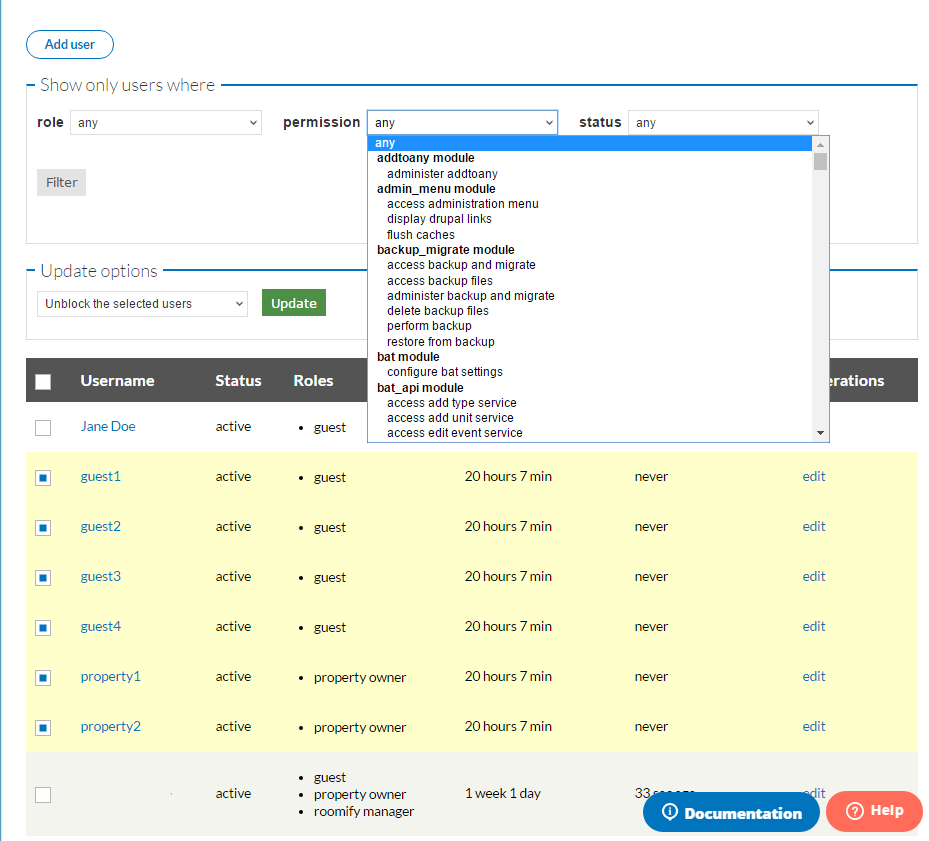 Add user
Show only users where
role any permission any status any
any
addtoany module
administer addtoany
admin_menu module
access administration menu
display drupal links
flush caches
backup_migrate module
access backup and migrate
access backup files
administer backup and migrate
delete backup files
perform backup
restore from backup
bat module
configure bat settings
bat_api module
access add type service
access add unit service
access edit event service
Filter
Update options
Unblock the selected users Update
Username Status Roles erations
Jane Doe active • guest
guest1 active • guest 20 hours 7 min never edit
guest2 active • guest 20 hours 7 min never edit
guest3 active • guest 20 hours 7 min never edit
guest4 active • guest 20 hours 7 min never edit
property1 active • property owner 20 hours 7 min never edit
property2 active • property owner 20 hours 7 min never edit
• guest
active • property owner 1 week 1 day 33 edit
• roomify manager
Documentation Help